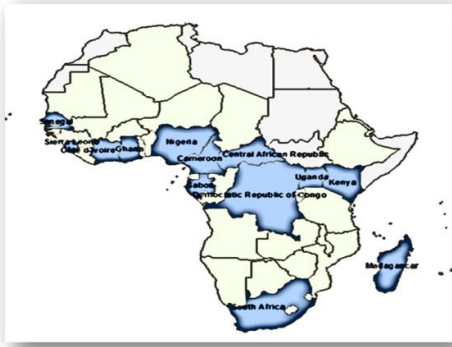 Senegal
Nigeria
Sierra Leone
Cote d'Ivoire
Ghana
Cameroon
Central African Republic
Uganda
Kenya
Gabon
Democratic Republic of Congo
Madagascar
South Africa